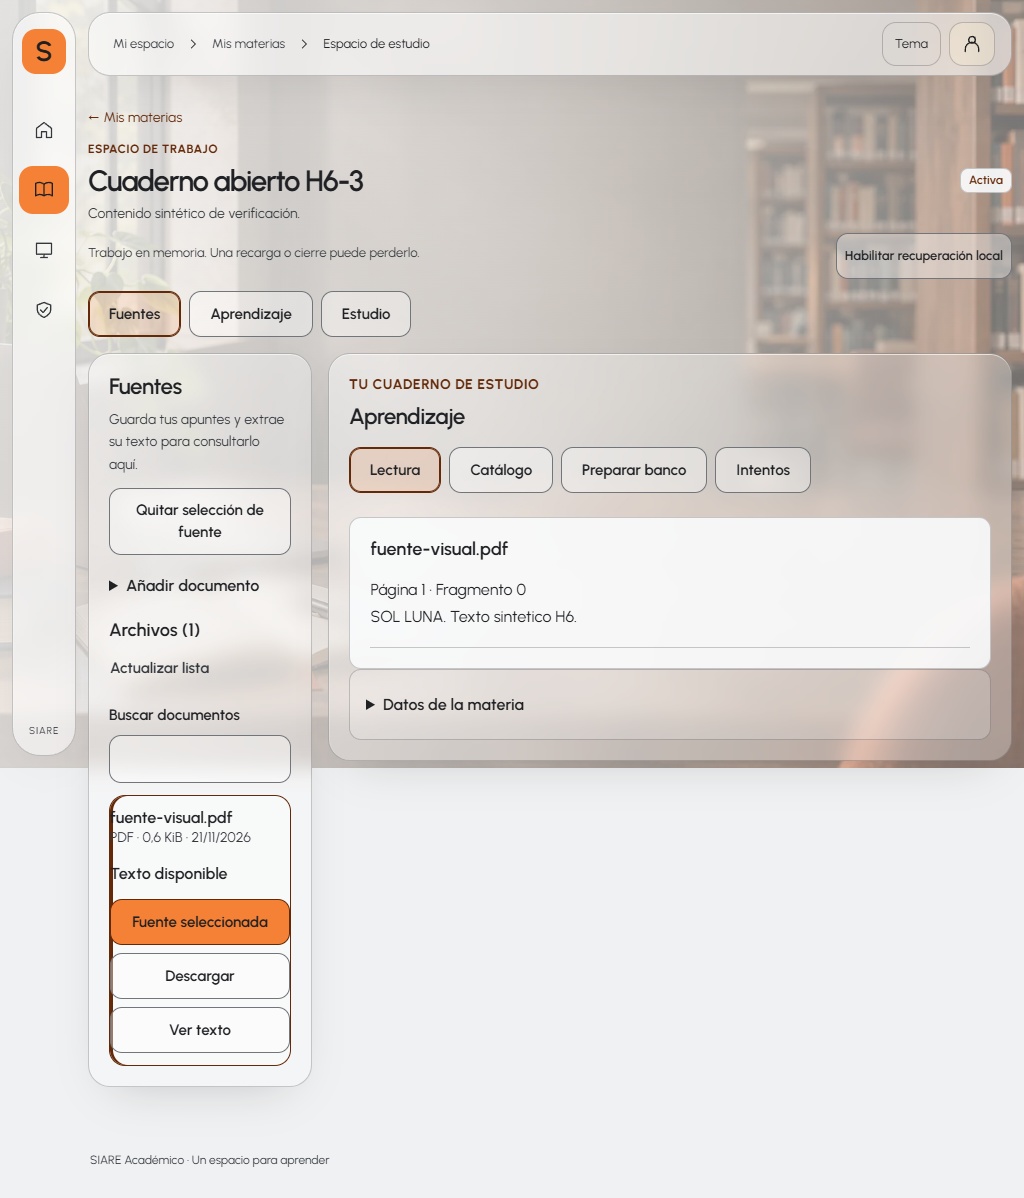 S
Mi espacio
Mis materias
Espacio de estudio
Tema
← Mis materias
ESPACIO DE TRABAJO
Cuaderno abierto H6-3
Activa
Contenido sintético de verificación.
Trabajo en memoria. Una recarga o cierre puede perderlo.
Habilitar recuperación local
Fuentes
Aprendizaje
Estudio
Fuentes
Guarda tus apuntes y extrae
su texto para consultarlo
aquí.
Quitar selección de
fuente
Añadir documento
Archivos (1)
Actualizar lista
Buscar documentos
fuente-visual.pdf
PDF · 0,6 KiB · 21/11/2026
Texto disponible
Fuente seleccionada
Descargar
Ver texto
TU CUADERNO DE ESTUDIO
Aprendizaje
Lectura
Catálogo
Preparar banco
Intentos
fuente-visual.pdf
Página 1 · Fragmento 0
SOL LUNA. Texto sintetico H6.
Datos de la materia
SIARE
SIARE Académico · Un espacio para aprender